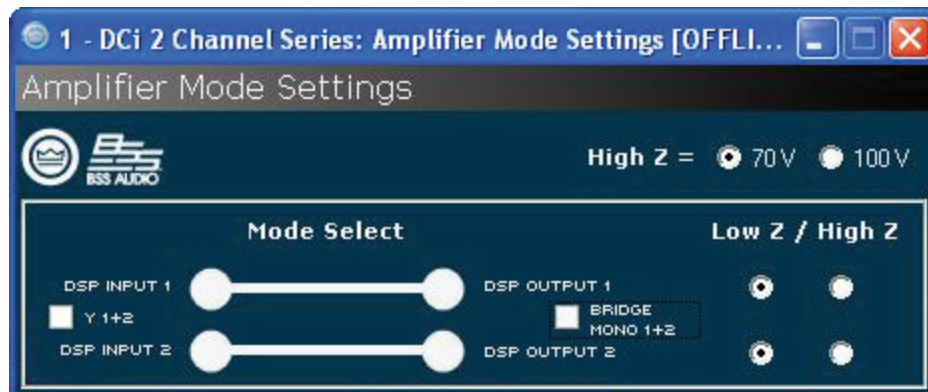 1 - DCi 2 Channel Series: Amplifier Mode Settings [OFFLI...
Amplifier Mode Settings
BSS AUDIO
High Z = 70V 100V
Mode Select Low Z / High Z
DSP INPUT 1 DSP OUTPUT 1
Y 1+2 BRIDGE
MONO 1+2
DSP INPUT 2 DSP OUTPUT 2